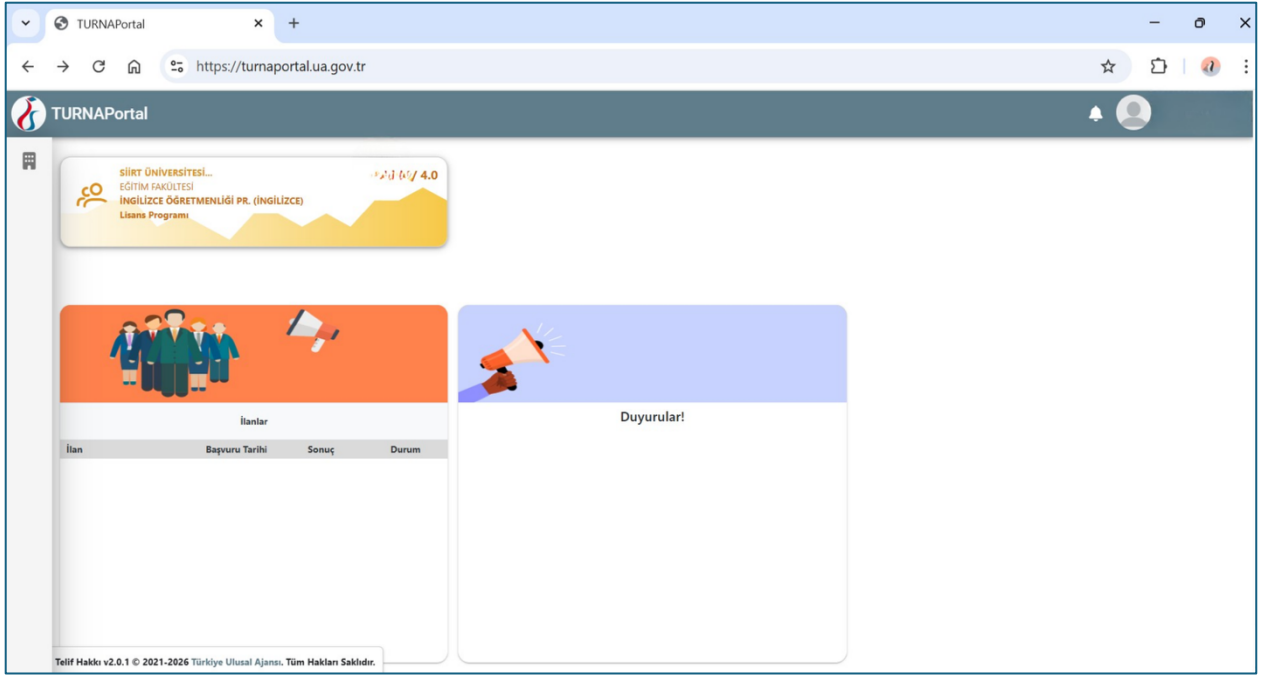 TURNAPortal
https://turnaportal.ua.gov.tr
TURNAPortal
SİİRT ÜNİVERSİTESİ...
/ 4.0
EĞİTİM FAKÜLTESİ
İNGİLİZCE ÖĞRETMENLİĞİ PR. (İNGİLİZCE)
Lisans Programı
İlanlar
İlan Başvuru Tarihi Sonuç Durum
Duyurular!
Telif Hakkı v2.0.1 © 2021-2026 Türkiye Ulusal Ajansı. Tüm Hakları Saklıdır.